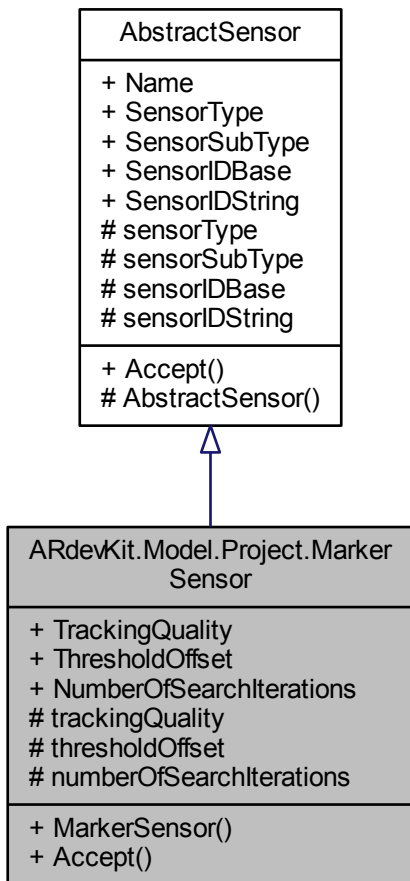 AbstractSensor
+ Name
+ SensorType
+ SensorSubType
+ SensorIDBase
+ SensorIDString
# sensorType
# sensorSubType
# sensorIDBase
# sensorIDString
+ Accept()
# AbstractSensor()
ARdevKit.Model.Project.Marker
Sensor
+ TrackingQuality
+ ThresholdOffset
+ NumberOfSearchIterations
# trackingQuality
# thresholdOffset
# numberOfSearchIterations
+ MarkerSensor()
+ Accept()